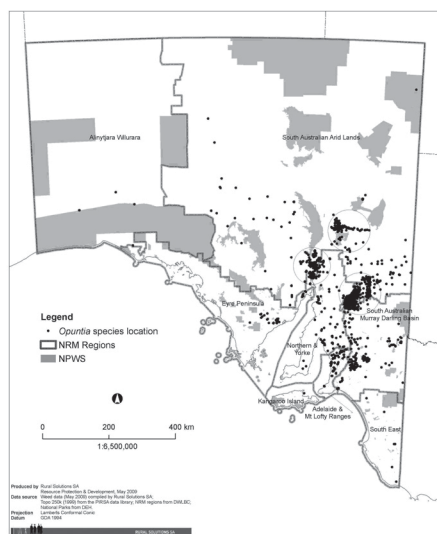 Alinytjara Wilurara
South Australian Arid Lands
Eyre Peninsula
South Australian
Murray Darling Basin
Northern &
Yorke
Kangaroo Island
Adelaide &
Mt Lofty Ranges
South East
Legend
Opuntia species location
NRM Regions
NPWS
0 200 400 km
1:6,500,000
Produced by Rural Solutions SA
Resource Protection & Development, May 2009
Data source Weed data (May 2009) compiled by Rural Solutions SA,
Topo 250k (1999) from the PIRSA data library, NRM regions from DWLBC,
National Parks from DEH
Projection Lamberts Conformal Conic
Datum GDA 1994
RURAL SOLUTIONS SA